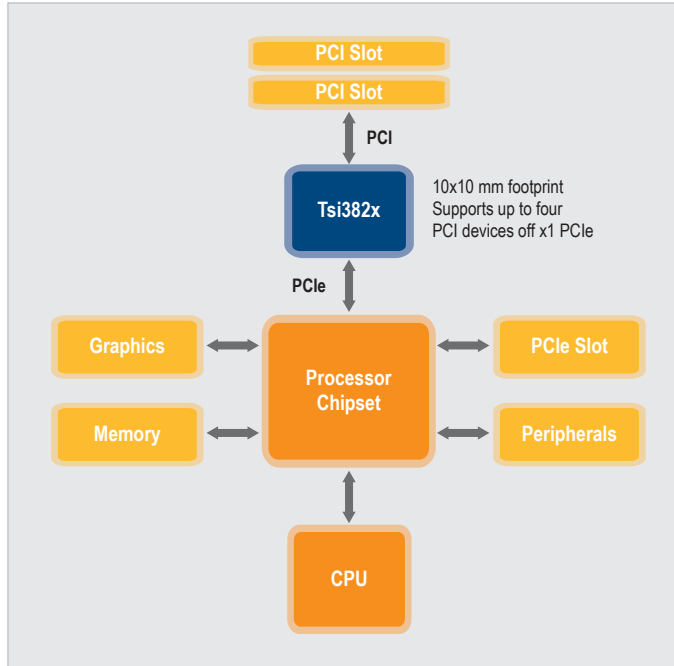 PCI Slot
PCI Slot
PCI
Tsi382x
10x10 mm footprint
Supports up to four
PCI devices off x1 PCIe
PCIe
Graphics
Processor
Chipset
PCIe Slot
Memory
Peripherals
CPU